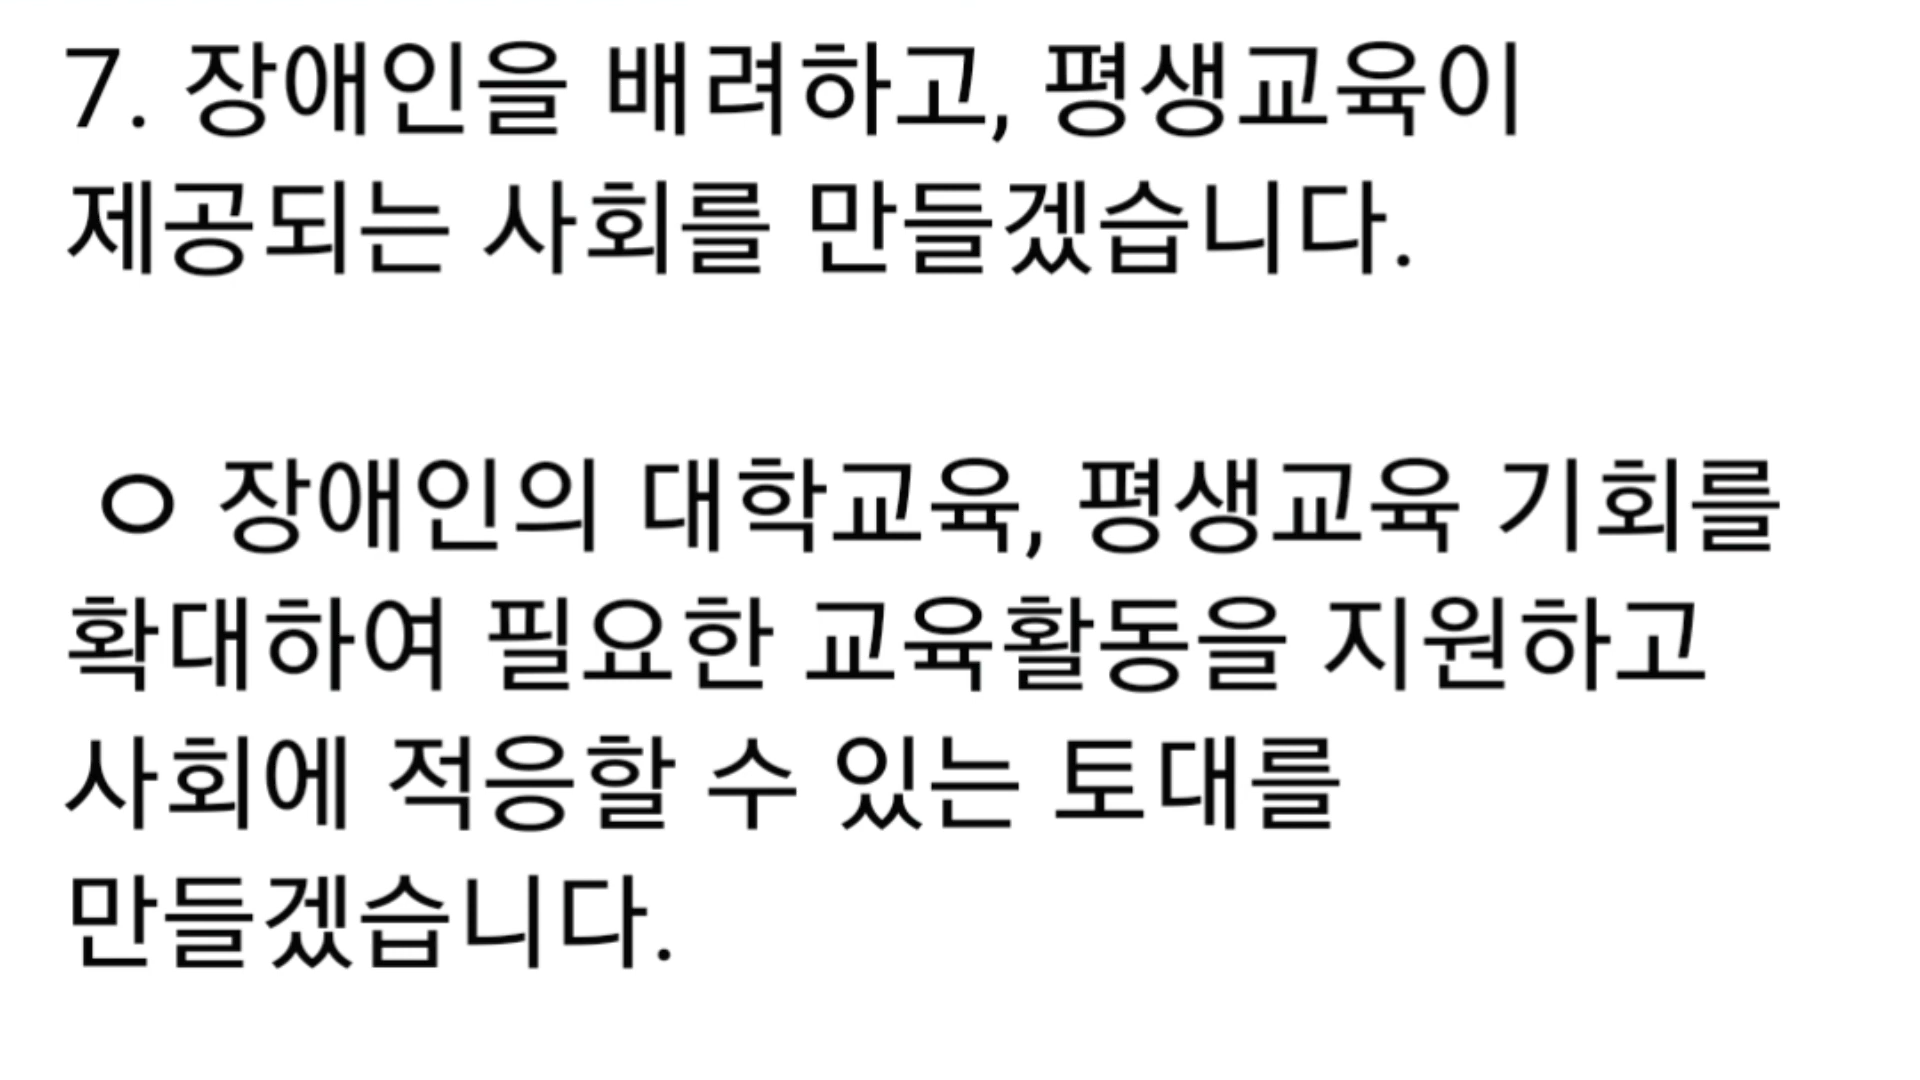 7. 장애인을 배려하고, 평생교육이
제공되는 사회를 만들겠습니다.
ㅇ 장애인의 대학교육, 평생교육 기회를
확대하여 필요한 교육활동을 지원하고
사회에 적응할 수 있는 토대를
만들겠습니다.